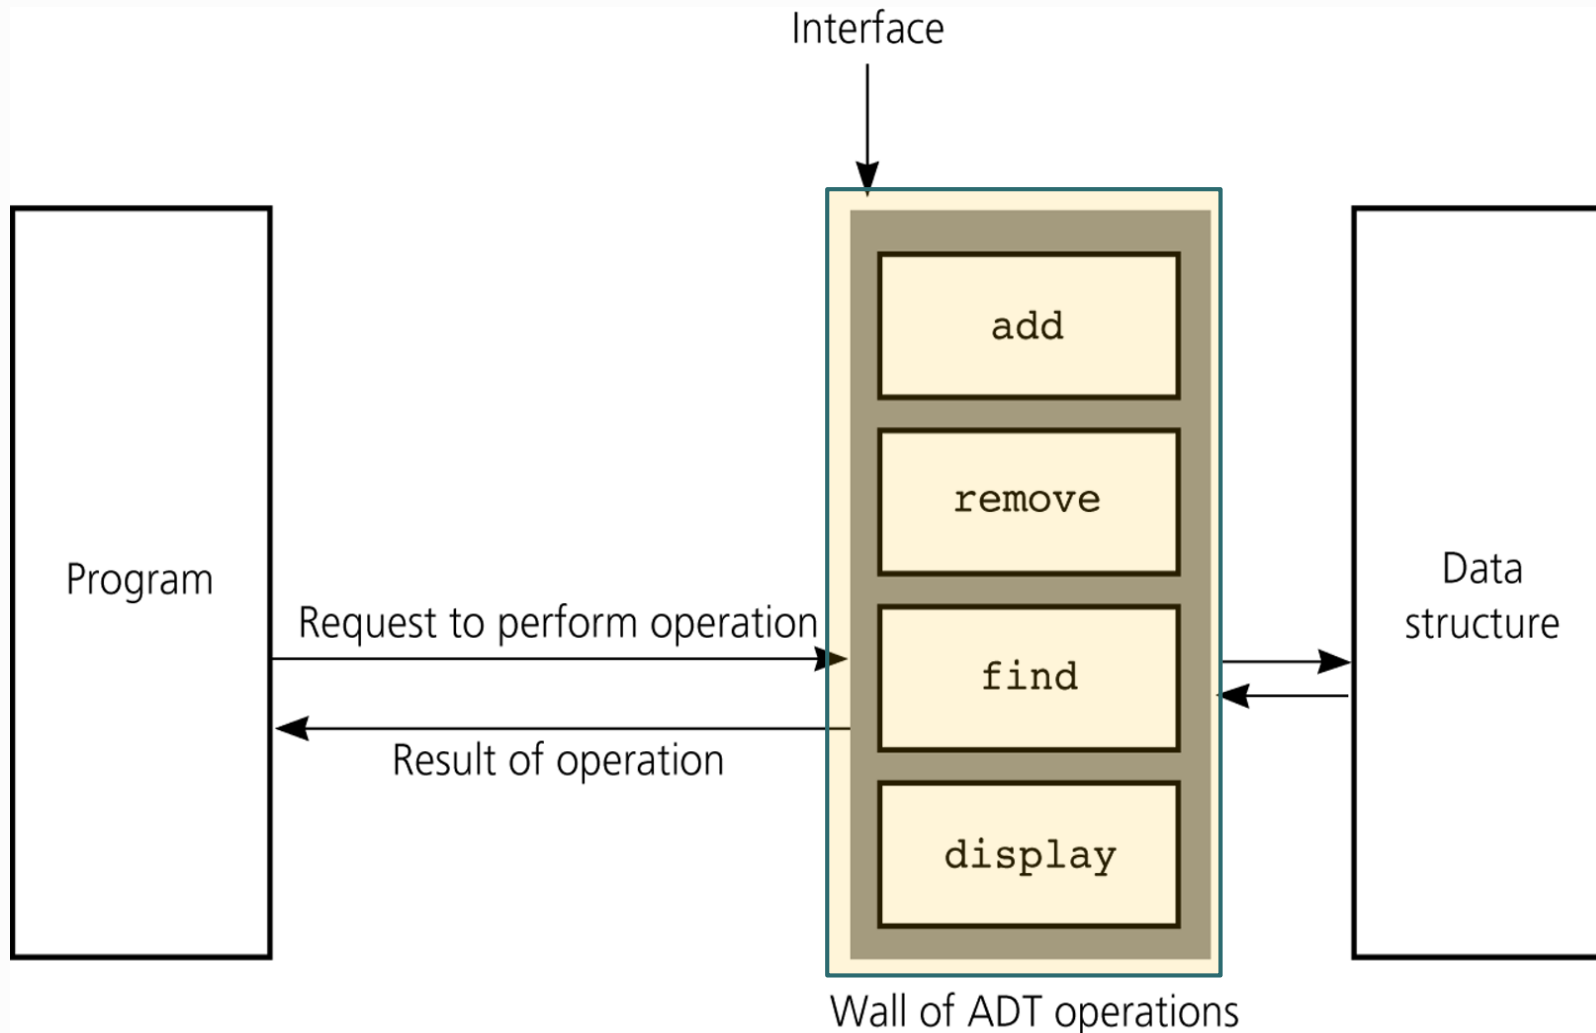 Interface
add
remove
Program
Request to perform operation
find
Data
structure
Result of operation
display
Wall of ADT operations